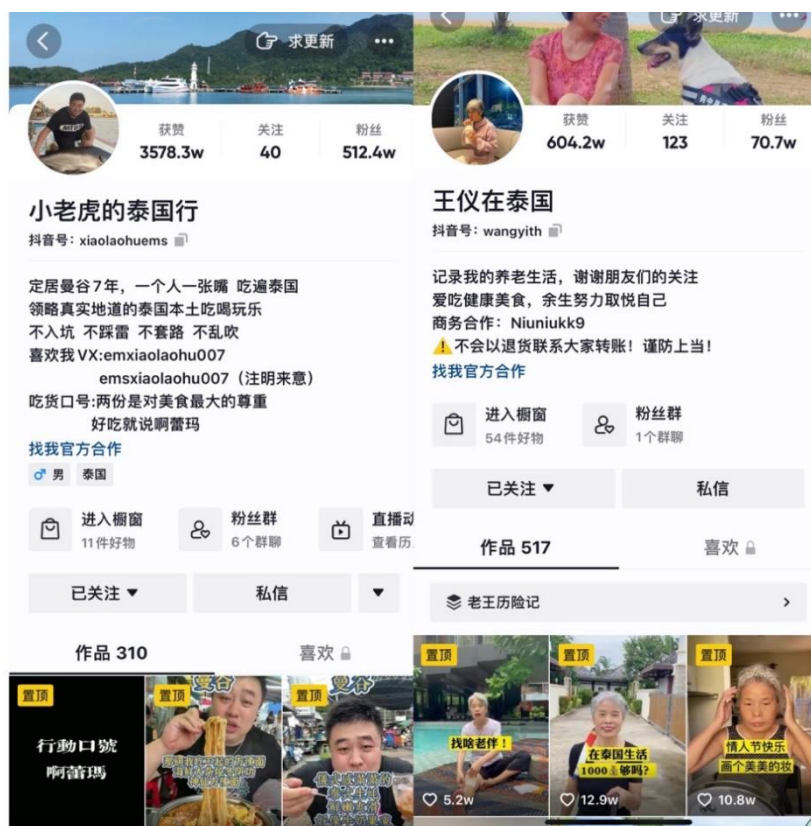 求更新
获赞 关注 粉丝
3578.3w 40 512.4w
小老虎的泰国行
抖音号：xiaolaohuems
定居曼谷7年，一个人一张嘴 吃遍泰国
领略真实地道的泰国本土吃喝玩乐
不入坑 不踩雷 不套路 不乱吹
喜欢我VX:emxiaolaohu007
emsxiaolaohu007（注明来意）
吃货口号:两份是对美食最大的尊重
好吃就说啊蕾玛
找我官方合作
♂ 男 泰国
进入橱窗 粉丝群 直播动
11件好物 6个群聊 查看历
已关注 ▼ 私信 ▼
作品 310 喜欢
置顶 置顶 置顶
行動口號
啊蕾瑪
曼谷
曼谷
求更新
获赞 关注 粉丝
604.2w 123 70.7w
王仪在泰国
抖音号：wangyith
记录我的养老生活，谢谢朋友们的关注
爱吃健康美食，余生努力取悦自己
商务合作：Niuniukk9
⚠️不会以退货联系大家转账！谨防上当！
找我官方合作
进入橱窗 粉丝群
54件好物 1个群聊
已关注 ▼ 私信
作品 517 喜欢
老王历险记
置顶 置顶 置顶
找啥老伴！
在泰国生活
够吗?
情人节快乐
画个美美的妆
5.2w 12.9w 10.8w